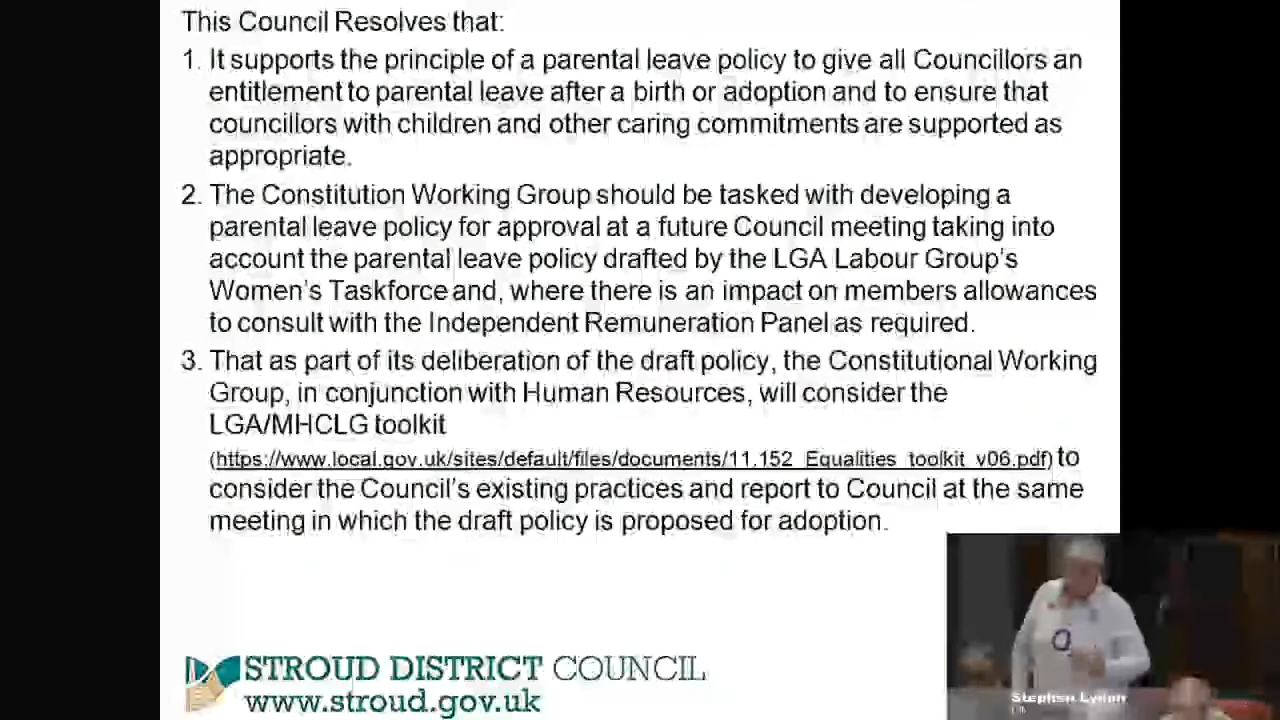 This Council Resolves that:
1. It supports the principle of a parental leave policy to give all Councillors an
entitlement to parental leave after a birth or adoption and to ensure that
councillors with children and other caring commitments are supported as
appropriate.
2. The Constitution Working Group should be tasked with developing a
parental leave policy for approval at a future Council meeting taking into
account the parental leave policy drafted by the LGA Labour Group's
Women's Taskforce and, where there is an impact on members allowances
to consult with the Independent Remuneration Panel as required.
3. That as part of its deliberation of the draft policy, the Constitutional Working
Group, in conjunction with Human Resources, will consider the
LGA/MHCLG toolkit
(https://www.local.gov.uk/sites/default/files/documents/11.152_Equalities_toolkit_v06.pdf) to
consider the Council's existing practices and report to Council at the same
meeting in which the draft policy is proposed for adoption.
STROUD DISTRICT COUNCIL
www.stroud.gov.uk
O2
Stephen